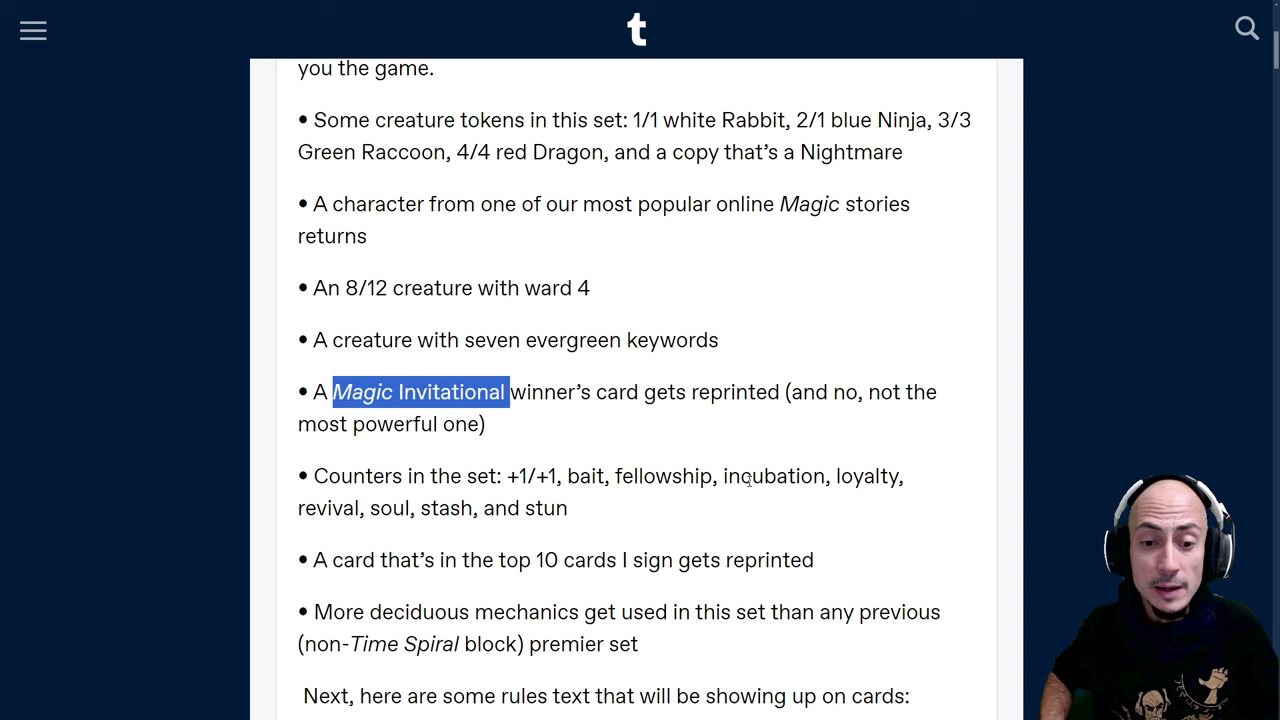 t
you the game.
• Some creature tokens in this set: 1/1 white Rabbit, 2/1 blue Ninja, 3/3
Green Raccoon, 4/4 red Dragon, and a copy that’s a Nightmare
• A character from one of our most popular online Magic stories
returns
• An 8/12 creature with ward 4
• A creature with seven evergreen keywords
• A Magic Invitational winner’s card gets reprinted (and no, not the
most powerful one)
• Counters in the set: +1/+1, bait, fellowship, incubation, loyalty,
revival, soul, stash, and stun
• A card that’s in the top 10 cards I sign gets reprinted
• More deciduous mechanics get used in this set than any previous
(non-Time Spiral block) premier set
Next, here are some rules text that will be showing up on cards: